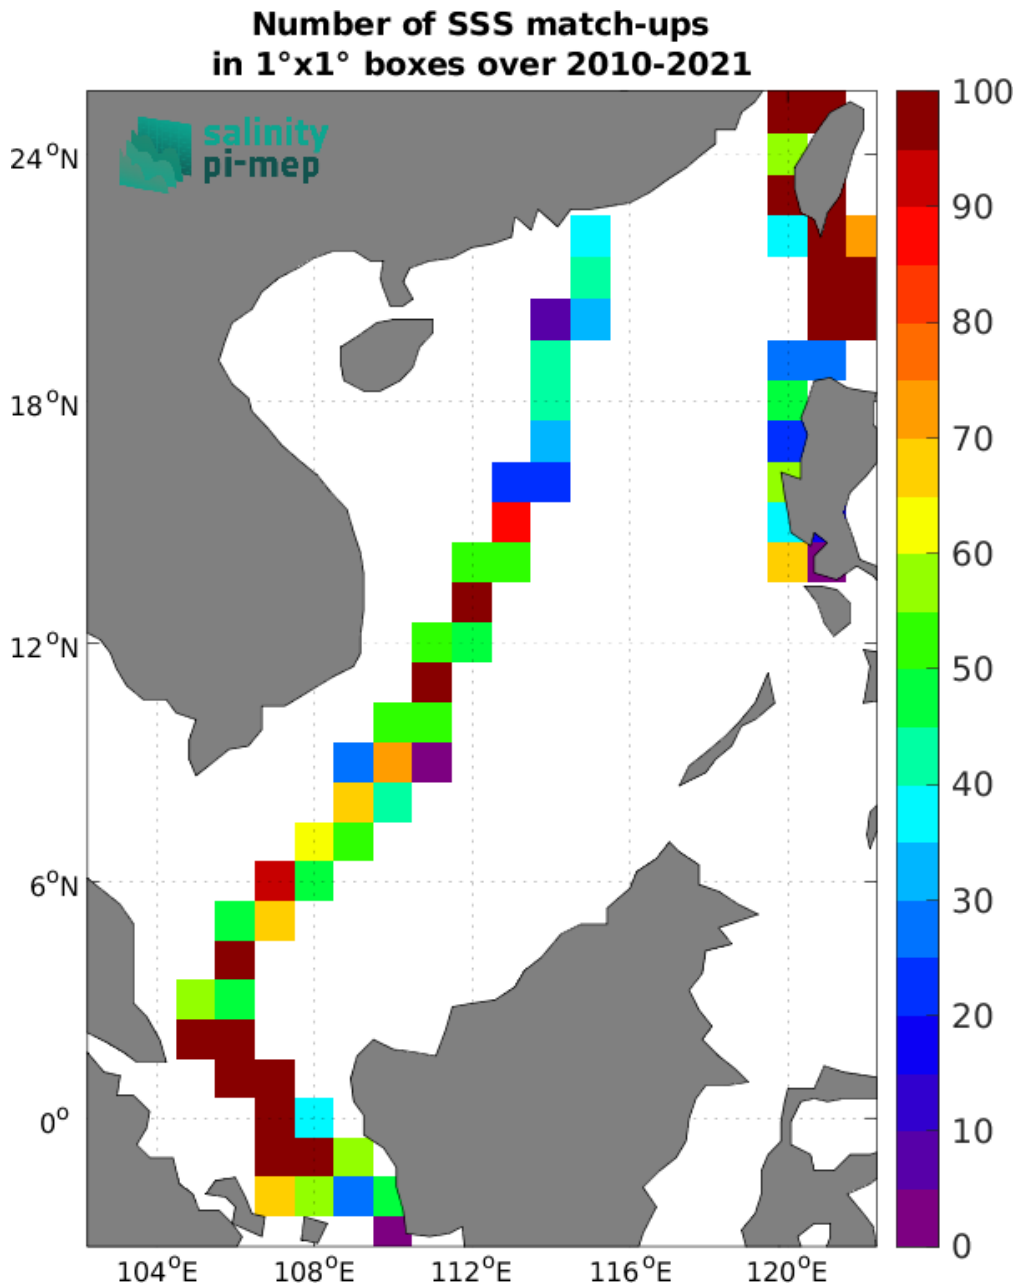 Number of SSS match-ups
in 1°x1° boxes over 2010-2021
salinity
pi-mep
24°N
18°N
12°N
6°N
0°
104°E
108°E
112°E
116°E
120°E
100
90
80
70
60
50
40
30
20
10
0